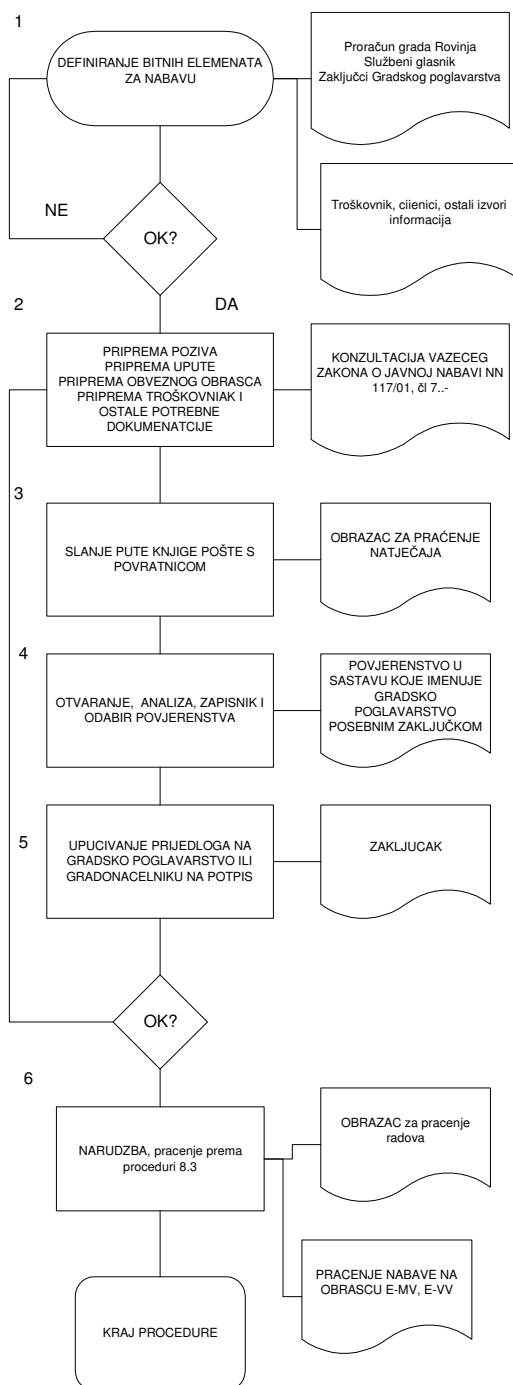 1
DEFINIRANJE BITNIH ELEMENATA
ZA NABAVU
Proračun grada Rovinja
Službeni glasnik
Zaključci Gradskog poglavarstva
Troškovnik, ciienici, ostali izvori
informacija
NE
OK?
DA
2
PRIPREMA POZIVA
PRIPREMA UPUTE
PRIPREMA OBVEZNOG OBRASCA
PRIPREMA TROŠKOVNIAK I
OSTALE POTREBNE
DOKUMENATCIJE
KONZULTACIJA VAZECEG
ZAKONA O JAVNOJ NABAVI NN
117/01, čl 7..-
3
SLANJE PUTE KNJIGE POŠTE S
POVRATNICOM
OBRAZAC ZA PRAĆENJE
NATJEČAJA
4
OTVARANJE, ANALIZA, ZAPISNIK I
ODABIR POVJERENSTVA
POVJERENSTVO U
SASTAVU KOJE IMENUJE
GRADSKO
POGLAVARSTVO
POSEBNIM ZAKLJUČKOM
5
UPUCIVANJE PRIJEDLOGA NA
GRADSKO POGLAVARSTVO ILI
GRADONACELNIKU NA POTPIS
ZAKLJUCAK
OK?
6
NARUDZBA, pracenje prema
proceduri 8.3
OBRAZAC za pracenje
radova
PRACENJE NABAVE NA
OBRASCU E-MV, E-VV
KRAJ PROCEDURE